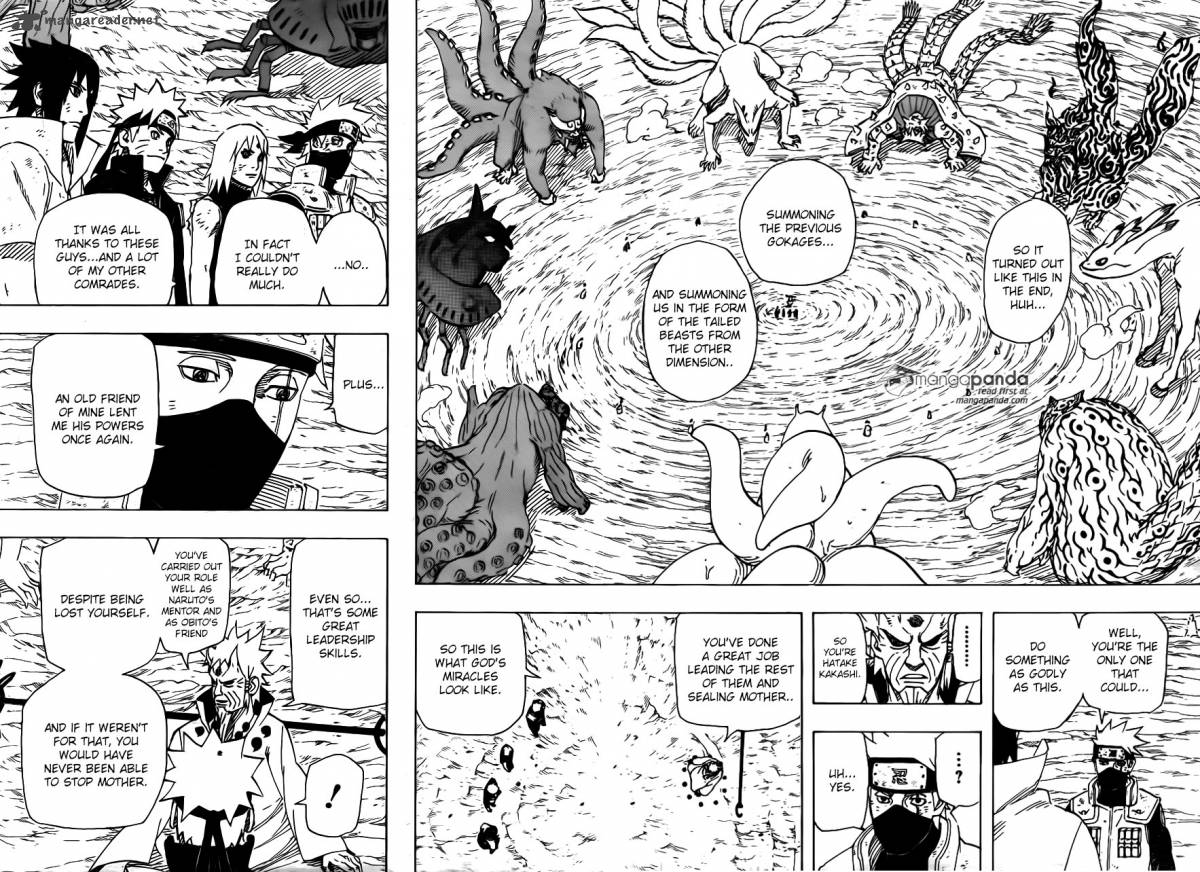 SO IT
TURNED OUT
LIKE THIS IN
THE END,
HUH...
SUMMONING
THE PREVIOUS
GOKAGES...
AND SUMMONING
US IN THE FORM
OF THE TAILED
BEASTS FROM
THE OTHER
DIMENSION..
mangapanda
read first at
mangapanda.com
WELL,
YOU'RE THE
ONLY ONE
THAT
COULD...
DO
SOMETHING
AS GODLY
AS THIS.
........
SO
YOU'RE
HATAKE
KAKASHI.
....?
忍
UH...
YES.
YOU'VE DONE
A GREAT JOB
LEADING THE REST
OF THEM AND
SEALING MOTHER..
SO THIS IS
WHAT GOD'S
MIRACLES
LOOK LIKE.
mangareader.net
...NO..
IN FACT
I COULDN'T
REALLY DO
MUCH.
IT WAS ALL
THANKS TO THESE
GUYS...AND A LOT
OF MY OTHER
COMRADES.
PLUS...
AN OLD FRIEND
OF MINE LENT
ME HIS POWERS
ONCE AGAIN.
EVEN SO...
THAT'S SOME
GREAT
LEADERSHIP
SKILLS.
YOU'VE
CARRIED OUT
YOUR ROLE
WELL AS
NARUTO'S
MENTOR AND
AS OBITO'S
FRIEND
DESPITE BEING
LOST YOURSELF.
AND IF IT WEREN'T
FOR THAT, YOU
WOULD HAVE
NEVER BEEN ABLE
TO STOP MOTHER.
!